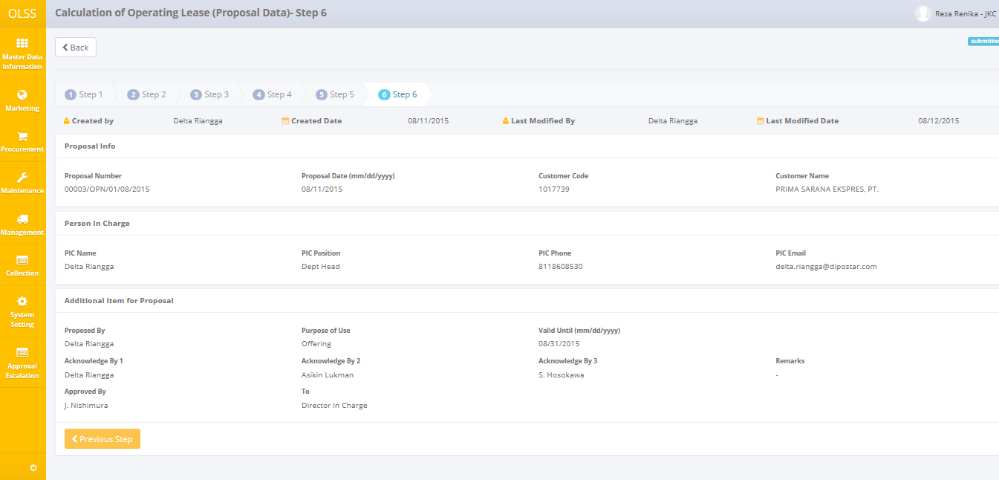 OLSS
Calculation of Operating Lease (Proposal Data)- Step 6
Reza Renika - JKC
Master Data
Information
Marketing
Procurement
Maintenance
Management
Collection
System
Setting
Approval
Escalation
Back
submitted
1 Step 1
2 Step 2
3 Step 3
4 Step 4
5 Step 5
6 Step 6
Created by Delta Riangga Created Date 08/11/2015 Last Modified By Delta Riangga Last Modified Date 08/12/2015
Proposal Info
Proposal Number Proposal Date (mm/dd/yyyy) Customer Code Customer Name
00003/OPN/01/08/2015 08/11/2015 1017739 PRIMA SARANA EKSPRES, PT.
Person In Charge
PIC Name PIC Position PIC Phone PIC Email
Delta Riangga Dept Head 8118608530 delta.riangga@dipostar.com
Additional Item for Proposal
Proposed By Purpose of Use Valid Until (mm/dd/yyyy)
Delta Riangga Offering 08/31/2015
Acknowledge By 1 Acknowledge By 2 Acknowledge By 3 Remarks
Delta Riangga Asikin Lukman S. Hosokawa -
Approved By To
J. Nishimura Director In Charge
Previous Step